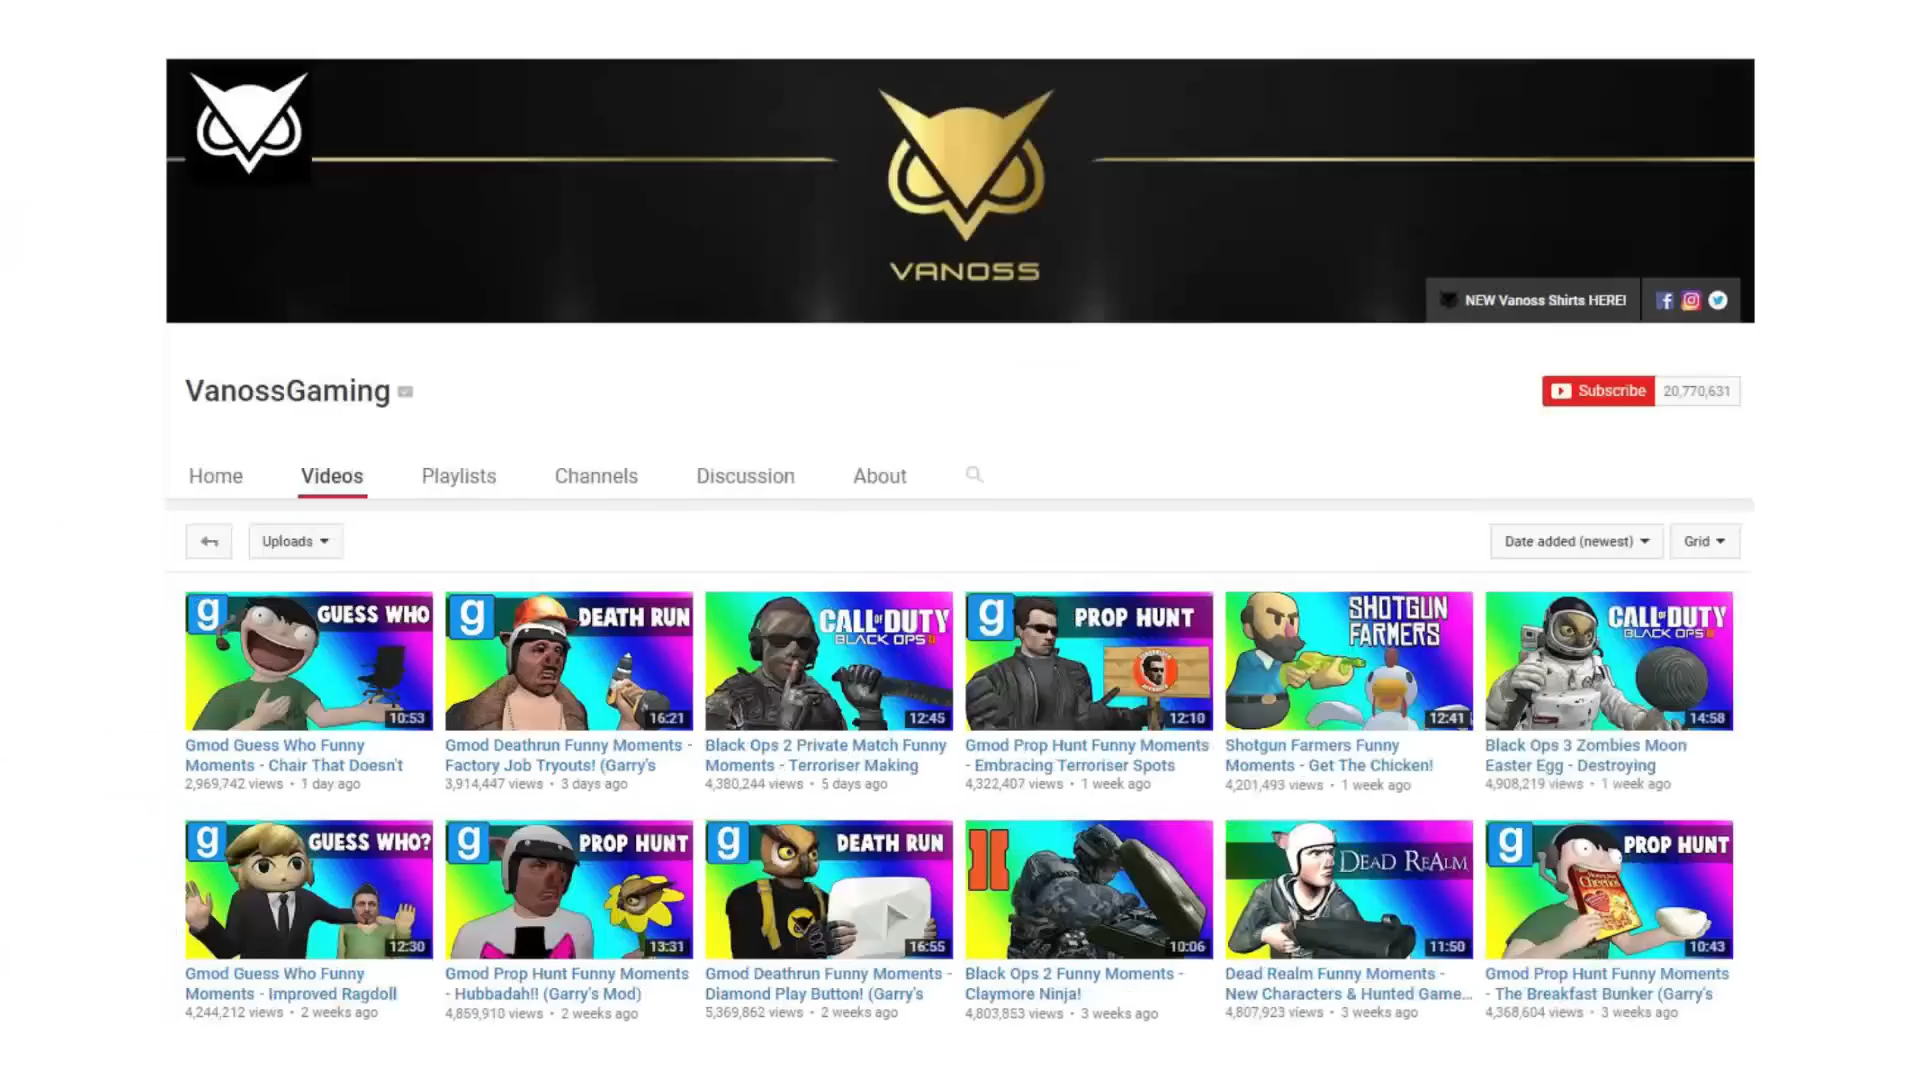 VANOSS
NEW Vanoss Shirts HERE!
VanossGaming
Subscribe 20,770,631
Home Videos Playlists Channels Discussion About
Uploads Date added (newest) Grid
g GUESS WHO 10:53
g DEATH RUN 16:21
CALL OF DUTY
BLACK OPS II 12:45
g PROP HUNT 12:10
SHOTGUN
FARMERS 12:41
CALL OF DUTY
BLACK OPS 14:58
Gmod Guess Who Funny
Moments - Chair That Doesn't
2,969,742 views • 1 day ago
Gmod Deathrun Funny Moments -
Factory Job Tryouts! (Garry's
3,914,447 views • 3 days ago
Black Ops 2 Private Match Funny
Moments - Terroriser Making
4,380,244 views • 5 days ago
Gmod Prop Hunt Funny Moments
- Embracing Terroriser Spots
4,322,407 views • 1 week ago
Shotgun Farmers Funny
Moments - Get The Chicken!
4,201,493 views • 1 week ago
Black Ops 3 Zombies Moon
Easter Egg - Destroying
4,908,219 views • 1 week ago
g GUESS WHO? 12:30
g PROP HUNT 13:31
g DEATH RUN 16:55
II 10:06
DEAD REALM 11:50
g PROP HUNT Cheerios 10:43
Gmod Guess Who Funny
Moments - Improved Ragdoll
4,244,212 views • 2 weeks ago
Gmod Prop Hunt Funny Moments
- Hubbadah!! (Garry's Mod)
4,859,910 views • 2 weeks ago
Gmod Deathrun Funny Moments -
Diamond Play Button! (Garry's
5,369,862 views • 2 weeks ago
Black Ops 2 Funny Moments -
Claymore Ninja!
4,803,853 views • 3 weeks ago
Dead Realm Funny Moments -
New Characters & Hunted Game...
4,807,923 views • 3 weeks ago
Gmod Prop Hunt Funny Moments
- The Breakfast Bunker (Garry's
4,368,604 views • 3 weeks ago